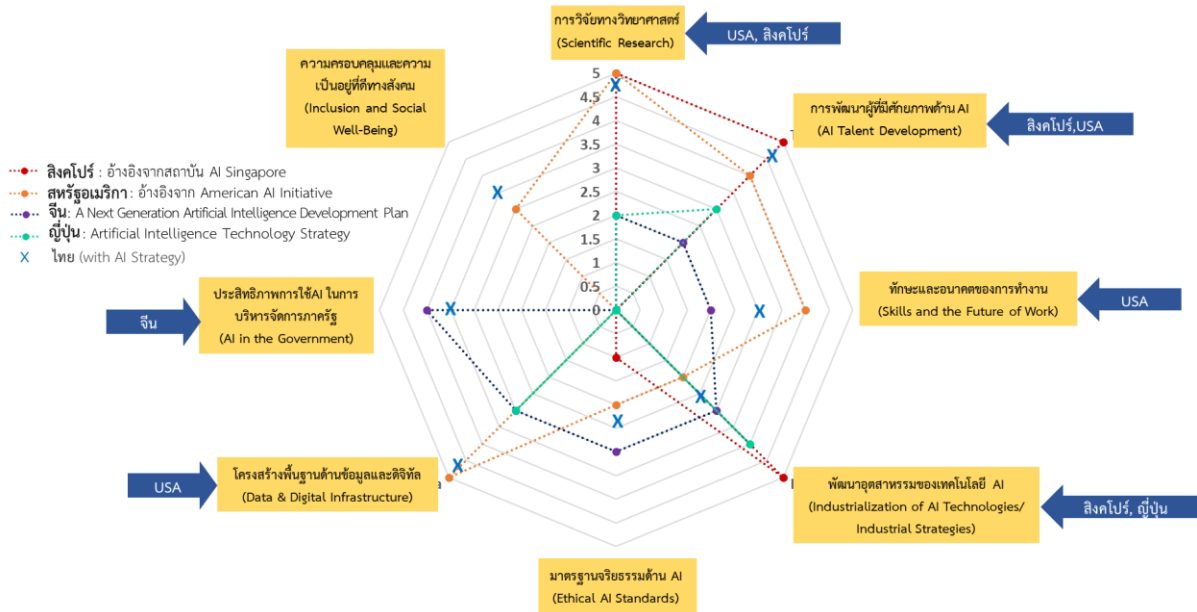 การวิจัยทางวิทยาศาสตร์
(Scientific Research)
USA, สิงคโปร์
ความครอบคลุมและความ
เป็นอยู่ที่ดีทางสังคม
(Inclusion and Social
Well-Being)
การพัฒนาผู้ที่มีศักยภาพด้าน AI
(AI Talent Development)
สิงคโปร์,USA
5
4.5
4
3.5
3
2.5
2
1.5
1
0.5
0
สิงคโปร์ : อ้างอิงจากสถาบัน AI Singapore
สหรัฐอเมริกา : อ้างอิงจาก American AI Initiative
จีน: A Next Generation Artificial Intelligence Development Plan
ญี่ปุ่น : Artificial Intelligence Technology Strategy
X ไทย (with AI Strategy)
X
X
X
X
X
X
X
X
จีน
ประสิทธิภาพการใช้AI ในการ
บริหารจัดการภาครัฐ
(AI in the Government)
ทักษะและอนาคตของการทำงาน
(Skills and the Future of Work)
USA
USA
โครงสร้างพื้นฐานด้านข้อมูลและดิจิทัล
(Data & Digital Infrastructure)
พัฒนาอุตสาหรรมของเทคโนโลยี AI
(Industrialization of AI Technologies/
Industrial Strategies)
สิงคโปร์, ญี่ปุ่น
มาตรฐานจริยธรรมด้าน AI
(Ethical AI Standards)